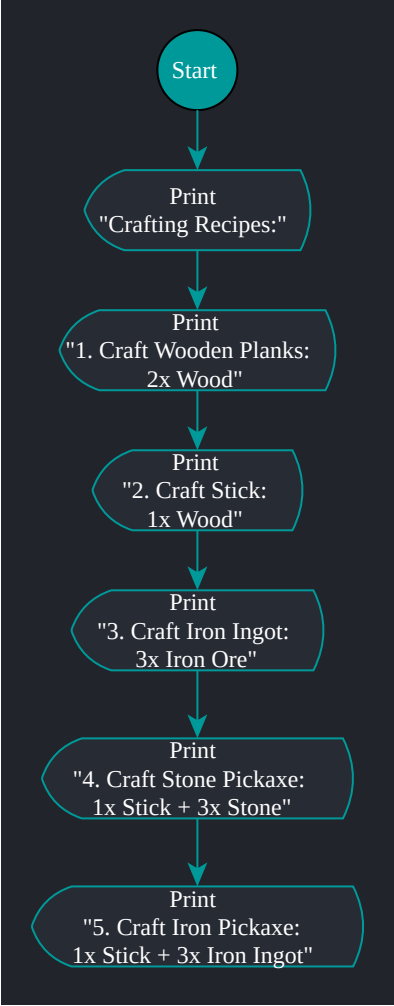 Start
Print
"Crafting Recipes:"
Print
"1. Craft Wooden Planks:
2x Wood"
Print
"2. Craft Stick:
1x Wood"
Print
"3. Craft Iron Ingot:
3x Iron Ore"
Print
"4. Craft Stone Pickaxe:
1x Stick + 3x Stone"
Print
"5. Craft Iron Pickaxe:
1x Stick + 3x Iron Ingot"